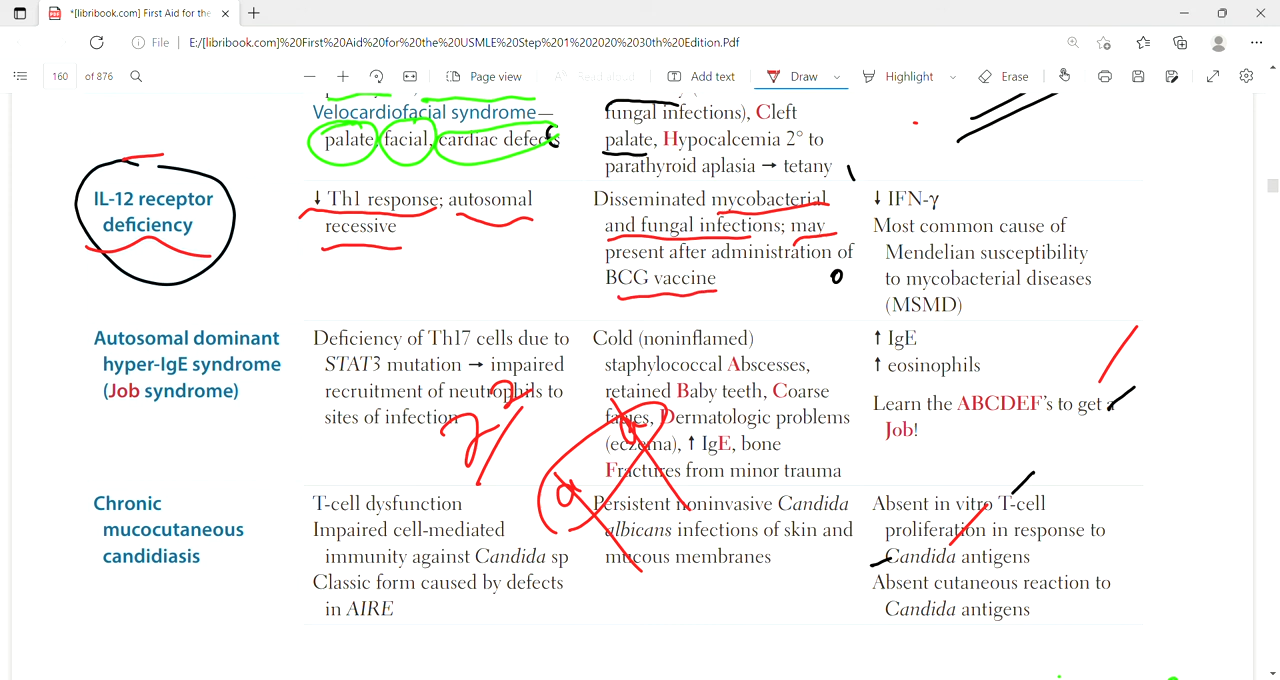 *[libribook.com] First Aid for the
File E:/[libribook.com]%20First%20Aid%20for%20the%20USMLE%20Step%201%202020%2030th%20Edition.Pdf
160 of 876 Page view Read aloud Add text Draw Highlight Erase
Velocardiofacial syndrome—
palate, facial, cardiac defects
fungal infections), Cleft
palate, Hypocalcemia 2° to
parathyroid aplasia → tetany
IL-12 receptor
deficiency
↓ Th1 response; autosomal
recessive
Disseminated mycobacterial
and fungal infections; may
present after administration of
BCG vaccine
↓ IFN-γ
Most common cause of
Mendelian susceptibility
to mycobacterial diseases
(MSMD)
Autosomal dominant
hyper-IgE syndrome
(Job syndrome)
Deficiency of Th17 cells due to
STAT3 mutation → impaired
recruitment of neutrophils to
sites of infection
Cold (noninflamed)
staphylococcal Abscesses,
retained Baby teeth, Coarse
facies, Dermatologic problems
(eczema), ↑ IgE, bone
Fractures from minor trauma
↑ IgE
↑ eosinophils
Learn the ABCDEF's to get a
Job!
Chronic
mucocutaneous
candidiasis
T-cell dysfunction
Impaired cell-mediated
immunity against Candida sp
Classic form caused by defects
in AIRE
Persistent noninvasive Candida
albicans infections of skin and
mucous membranes
Absent in vitro T-cell
proliferation in response to
Candida antigens
Absent cutaneous reaction to
Candida antigens